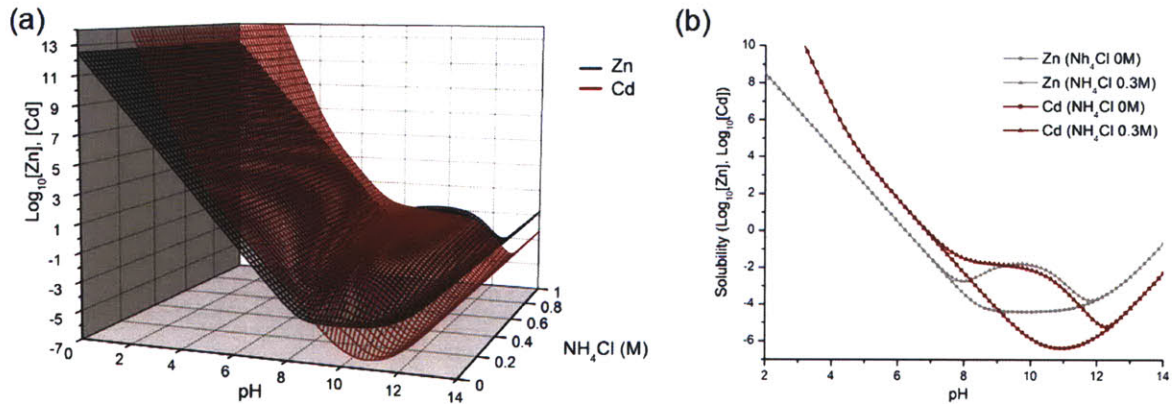 (a)
13
11
9
7
5
3
1
-1
-3
-5
-7
Log10[Zn], [Cd]
0 2 4 6 8 10 12 14
pH
0 0.2 0.4 0.6 0.8 1
NH4Cl (M)
Zn
Cd
(b)
10
8
6
4
2
0
-2
-4
-6
Solubility (Log10[Zn], Log10[Cd])
2 4 6 8 10 12 14
pH
Zn (Nh4Cl 0M)
Zn (NH4Cl 0.3M)
Cd (NH4Cl 0M)
Cd (NH4Cl 0.3M)